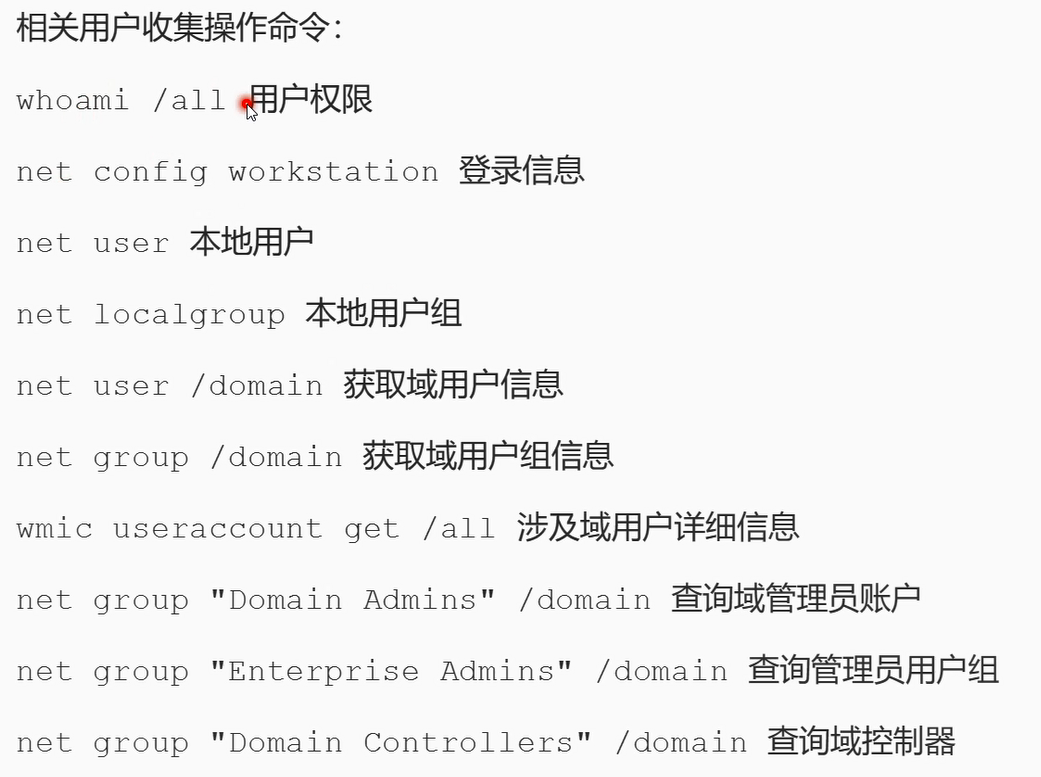 相关用户收集操作命令：
whoami /all 用户权限
net config workstation 登录信息
net user 本地用户
net localgroup 本地用户组
net user /domain 获取域用户信息
net group /domain 获取域用户组信息
wmic useraccount get /all 涉及域用户详细信息
net group "Domain Admins" /domain 查询域管理员账户
net group "Enterprise Admins" /domain 查询管理员用户组
net group "Domain Controllers" /domain 查询域控制器